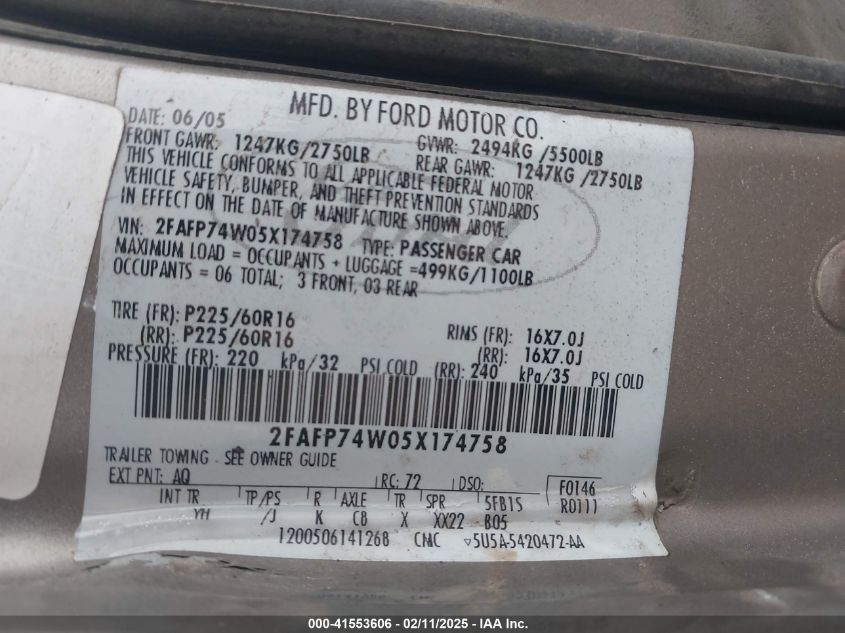 MFD. BY FORD MOTOR CO.
DATE: 06/05
FRONT GAWR: 1247KG/2750LB
GVWR: 2494KG /5500LB
REAR GAWR: 1247KG /2750LB
THIS VEHICLE CONFORMS TO ALL APPLICABLE FEDERAL MOTOR
VEHICLE SAFETY, BUMPER, AND THEFT PREVENTION STANDARDS
IN EFFECT ON THE DATE OF MANUFACTURE SHOWN ABOVE.
VIN: 2FAFP74W05X174758 TYPE: PASSENGER CAR
MAXIMUM LOAD = OCCUPANTS + LUGGAGE =499KG/1100LB
OCCUPANTS = 06 TOTAL; 3 FRONT, 03 REAR
TIRE (FR): P225/60R16 RIMS (FR): 16X7.0J
(RR): P225/60R16 (RR): 16X7.0J
PRESSURE (FR): 220 kPa/32 PSI COLD (RR): 240 kPa/35 PSI COLD
2FAFP74W05X174758
TRAILER TOWING - SEE OWNER GUIDE
EXT PNT: AQ RC: 72 DSO: F0146
R0111
INT TR TP/PS R AXLE TR SPR 5FB15
YH /J K C8 X XX22 B05
1200506141268 CMC ▽5U5A-5420472-AA
000-41553606 - 02/11/2025 - IAA Inc.